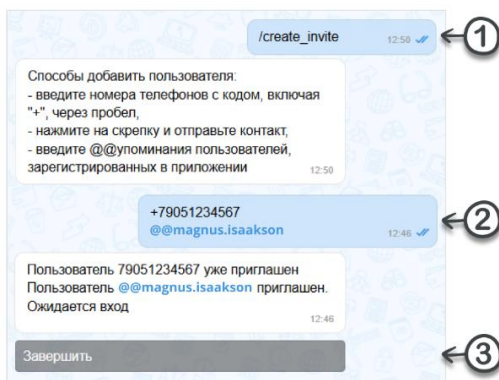 /create_invite 12:50
1
Способы добавить пользователя:
- введите номера телефонов с кодом, включая
"+", через пробел,
- нажмите на скрепку и отправьте контакт,
- введите @@упоминания пользователей,
зарегистрированных в приложении 12:50
+79051234567
@@magnus.isaakson 12:46
2
Пользователь 79051234567 уже приглашен
Пользователь @@magnus.isaakson приглашен.
Ожидается вход
12:46
Завершить
3